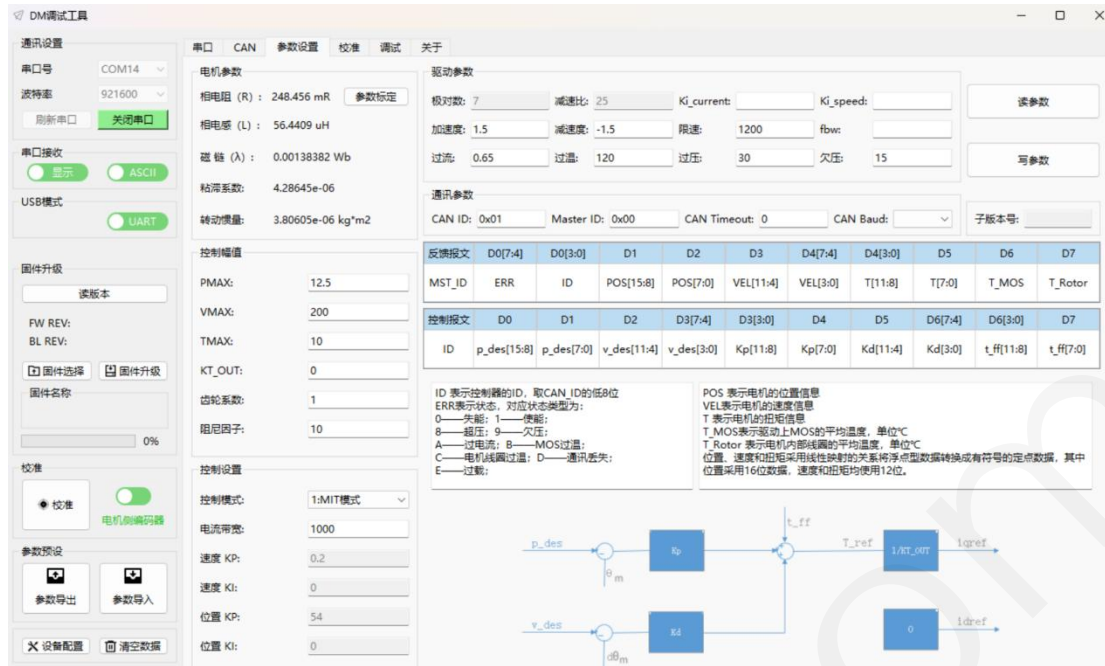 DM调试工具
通讯设置
串口号 COM14
波特率 921600
刷新串口 关闭串口
串口接收
显示 ASCII
USB模式
UART
固件升级
读版本
FW REV:
BL REV:
固件选择 固件升级
固件名称
0%
校准
校准
电机侧编码器
参数预设
参数导出 参数导入
设备配置 清空数据
串口 CAN 参数设置 校准 调试 关于
电机参数
相电阻 (R) : 248.456 mR 参数标定
相电感 (L) : 56.4409 uH
磁 链 (λ) : 0.00138382 Wb
粘滞系数: 4.28645e-06
转动惯量: 3.80605e-06 kg*m2
控制幅值
PMAX: 12.5
VMAX: 200
TMAX: 10
KT_OUT: 0
齿轮系数: 1
阻尼因子: 10
控制设置
控制模式: 1:MIT模式
电流带宽: 1000
速度 KP: 0.2
速度 KI: 0
位置 KP: 54
位置 KI: 0
驱动参数
极对数: 7 减速比: 25 Ki_current: Ki_speed:
加速度: 1.5 减速度: -1.5 限速: 1200 fbw:
过流: 0.65 过温: 120 过压: 30 欠压: 15
读参数
写参数
通讯参数
CAN ID: 0x01 Master ID: 0x00 CAN Timeout: 0 CAN Baud:
子版本号:
反馈报文 D0[7:4] D0[3:0] D1 D2 D3 D4[7:4] D4[3:0] D5 D6 D7
MST_ID ERR ID POS[15:8] POS[7:0] VEL[11:4] VEL[3:0] T[11:8] T[7:0] T_MOS T_Rotor
控制报文 D0 D1 D2 D3[7:4] D3[3:0] D4 D5 D6[7:4] D6[3:0] D7
ID p_des[15:8] p_des[7:0] v_des[11:4] v_des[3:0] Kp[11:8] Kp[7:0] Kd[11:4] Kd[3:0] t_ff[11:8] t_ff[7:0]
ID 表示控制器的ID，取CAN_ID的低8位
ERR表示状态，对应状态类型为:
0——失能；1——使能；
8——超压；9——欠压；
A——过电流；B——MOS过温；
C——电机线圈过温；D——通讯丢失；
E——过载；
POS 表示电机的位置信息
VEL表示电机的速度信息
T 表示电机的扭矩信息
T_MOS表示驱动上MOS的平均温度，单位℃
T_Rotor 表示电机内部线圈的平均温度，单位℃
位置、速度和扭矩采用线性映射的关系将浮点型数据转换成有符号的定点数据，其中
位置采用16位数据，速度和扭矩均使用12位。
t_ff
p_des Kp T_ref 1/KT_OUT iqref
θm
v_des Kd 0 idref
dθm